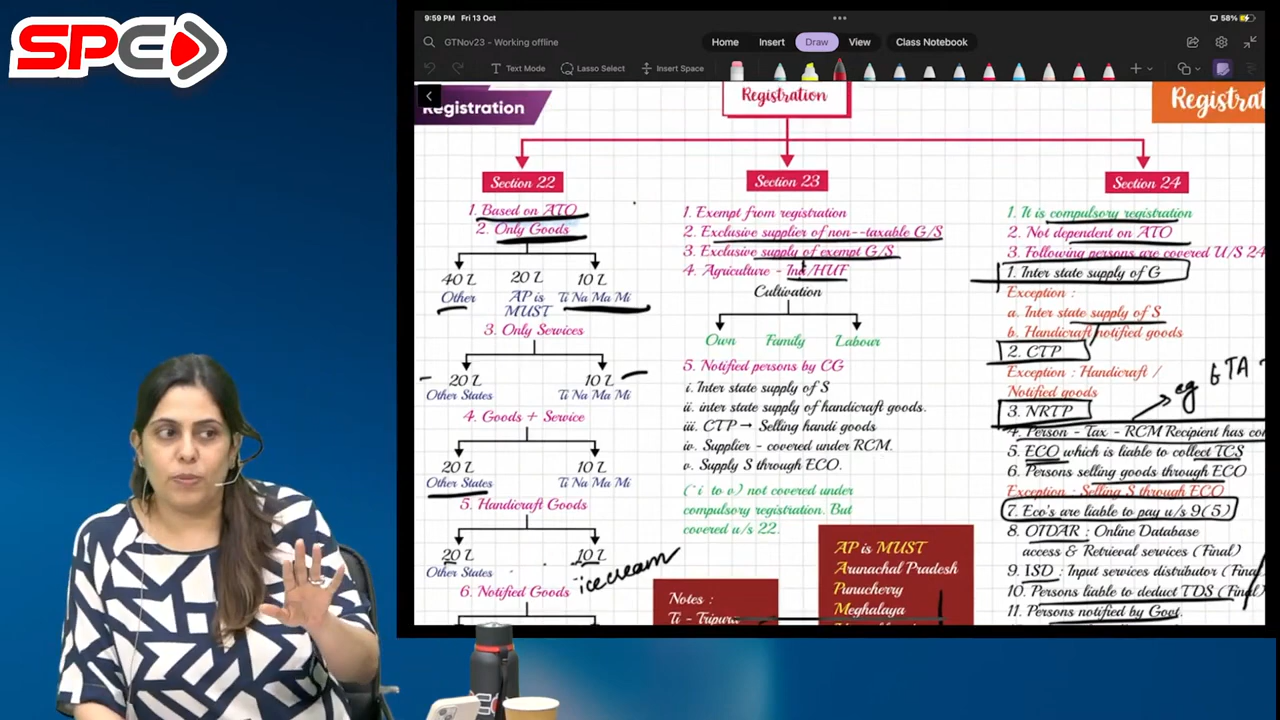 SPC
9:59 PM Fri 13 Oct
58%
GTNov23 - Working offline
Home Insert Draw View Class Notebook
Text Mode Lasso Select Insert Space
Registration
Registration
Registrat
Section 22
1. Based on ATO
2. Only Goods
40 L 20 L 10 L
Other AP is MUST Ti Na Ma Mi
3. Only Services
20 L 10 L
Other States Ti Na Ma Mi
4. Goods + Service
20 L 10 L
Other States Ti Na Ma Mi
5. Handicraft Goods
20 L 10 L
Other States
icecream
6. Notified Goods
Section 23
1. Exempt from registration
2. Exclusive supplier of non--taxable G/S
3. Exclusive supply of exempt G/S
4. Agriculture - Ind/HUF
Cultivation
Own Family Labour
5. Notified persons by CG
i. Inter state supply of S
ii. inter state supply of handicraft goods.
iii. CTP → Selling handi goods
iv. Supplier - covered under RCM.
v. Supply S through ECO.
(i to v) not covered under
compulsory registration. But
covered u/s 22.
Notes :
Ti - Tripura
AP is MUST
Arunachal Pradesh
Punucherry
Meghalaya
Section 24
1. It is compulsory registration
2. Not dependent on ATO
3. Following persons are covered U/S 24
1. Inter state supply of G
Exception :
a. Inter state supply of S
b. Handicraft notified goods
2. CTP
Exception : Handicraft /
Notified goods
eg GTA
3. NRTP
4. Person - Tax - RCM Recipient has co
5. ECO which is liable to collect TCS
6. Persons selling goods through ECO
Exception : Selling S through ECO
7. Eco's are liable to pay u/s 9(5)
8. OIDAR : Online Database
access & Retrieval services (Final)
9. ISD : Input services distributor (Final
10. Persons liable to deduct TDS (Final
11. Persons notified by Govt.